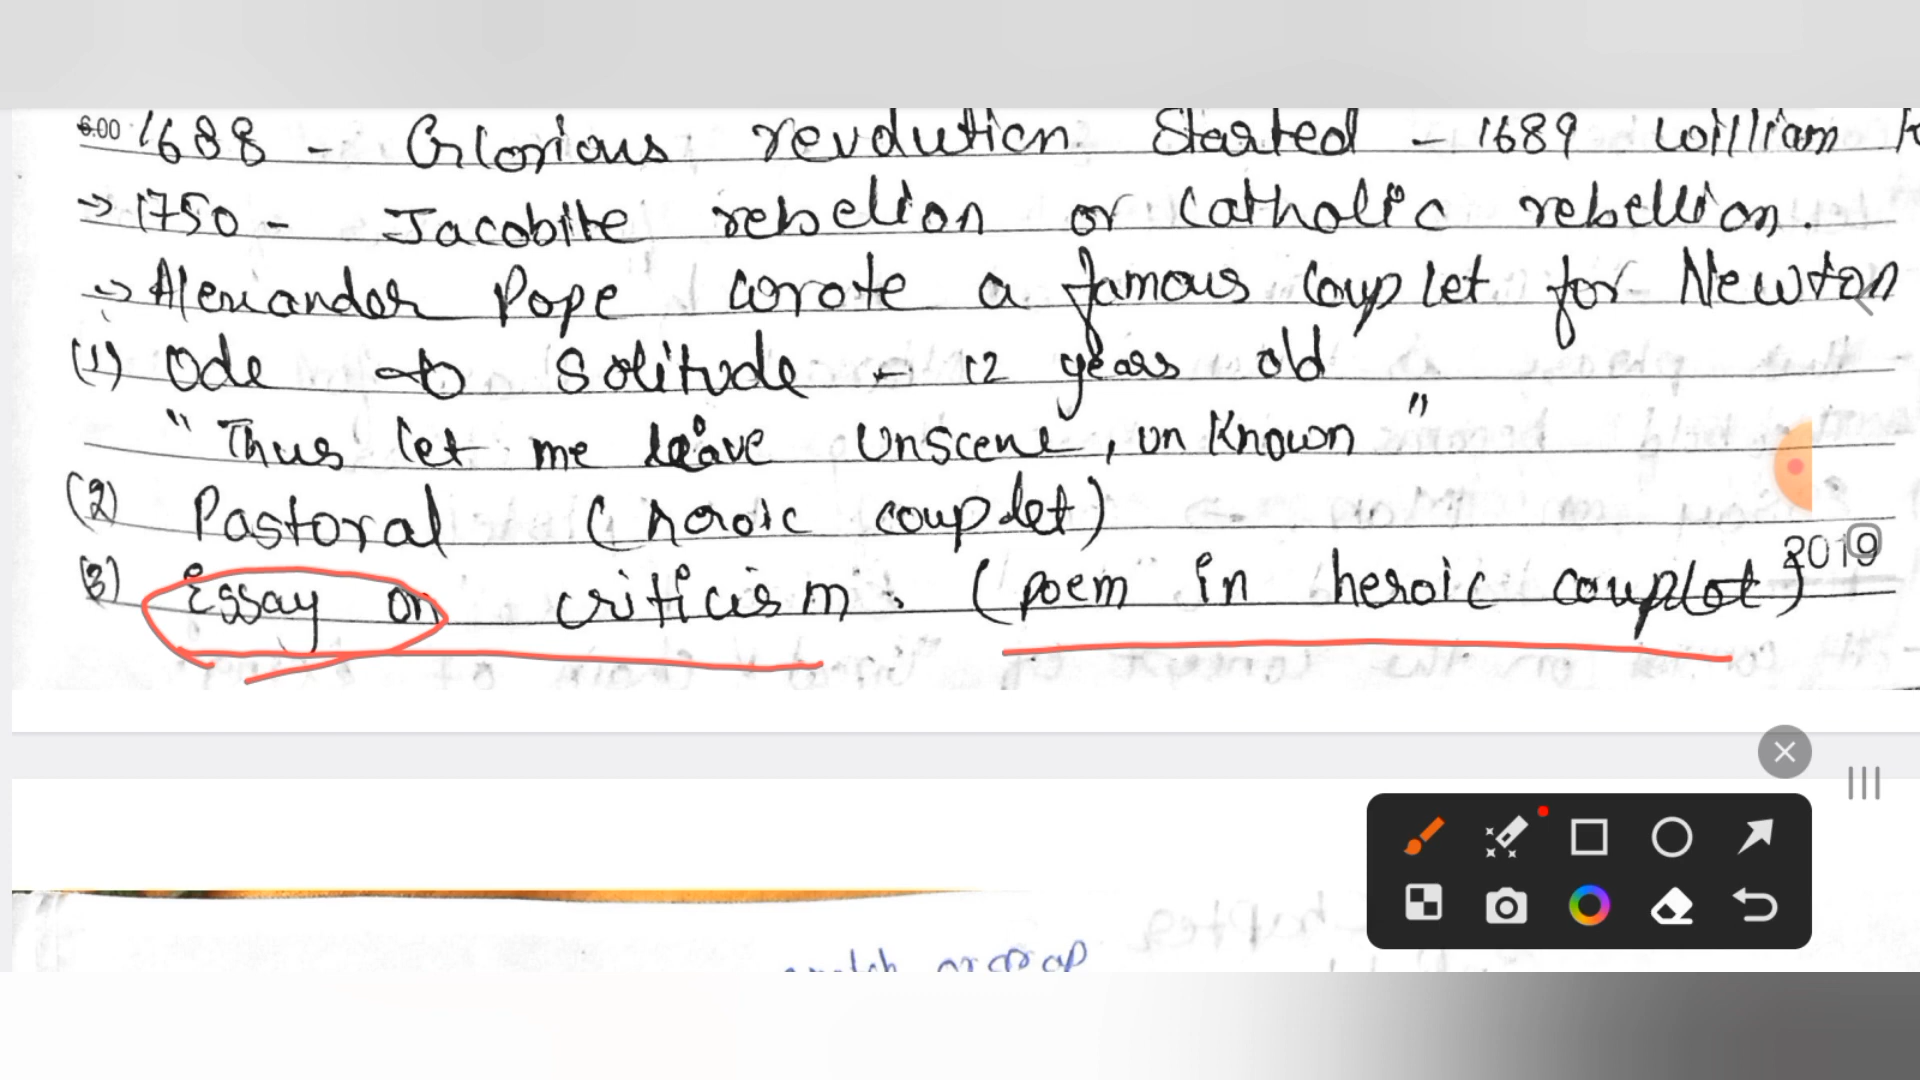 6.00 1688 - Glorious revolution Started - 1689 William
→ 1750 - Jacobite rebelion or Catholic rebellion.
→ Alexander Pope wrote a famous Couplet for Newton
(1) Ode to Solitude - 12 years old
"Thus let me leave Unscene, unknown"
(2) Pastoral (heroic couplet)
2019
(3) Essay on criticism. (poem in heroic couplet)